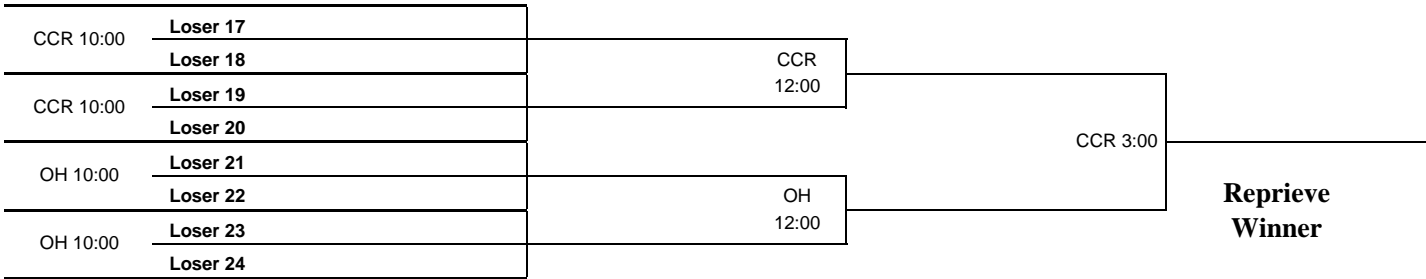 CCR 10:00
Loser 17
Loser 18
CCR 10:00
Loser 19
Loser 20
OH 10:00
Loser 21
Loser 22
OH 10:00
Loser 23
Loser 24
CCR
12:00
OH
12:00
CCR 3:00
Reprieve
Winner